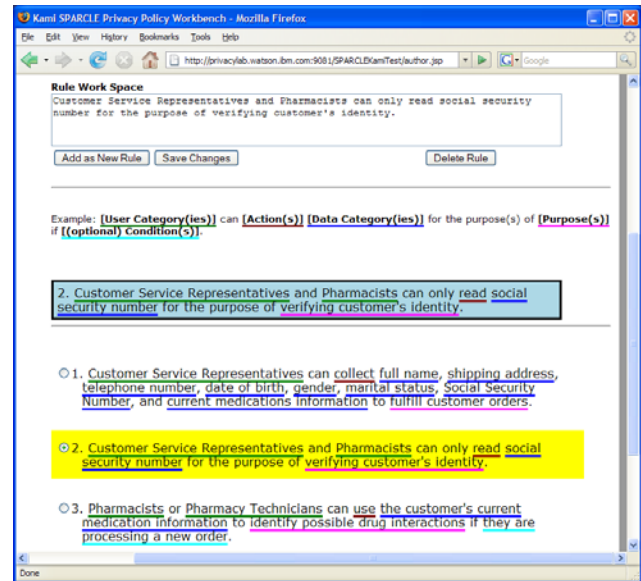 Kami SPARCLE Privacy Policy Workbench - Mozilla Firefox
File Edit View History Bookmarks Tools Help
http://privacylab.watson.ibm.com:9081/SPARCLEKamiTest/author.jsp Google
Rule Work Space
Customer Service Representatives and Pharmacists can only read social security
number for the purpose of verifying customer's identity.
Add as New Rule Save Changes Delete Rule
Example: [User Category(ies)] can [Action(s)] [Data Category(ies)] for the purpose(s) of [Purpose(s)]
if [(optional) Condition(s)].
2. Customer Service Representatives and Pharmacists can only read social
security number for the purpose of verifying customer's identity.
1. Customer Service Representatives can collect full name, shipping address,
telephone number, date of birth, gender, marital status, Social Security
Number, and current medications information to fulfill customer orders.
2. Customer Service Representatives and Pharmacists can only read social
security number for the purpose of verifying customer's identity.
3. Pharmacists or Pharmacy Technicians can use the customer's current
medication information to identify possible drug interactions if they are
processing a new order.
Done